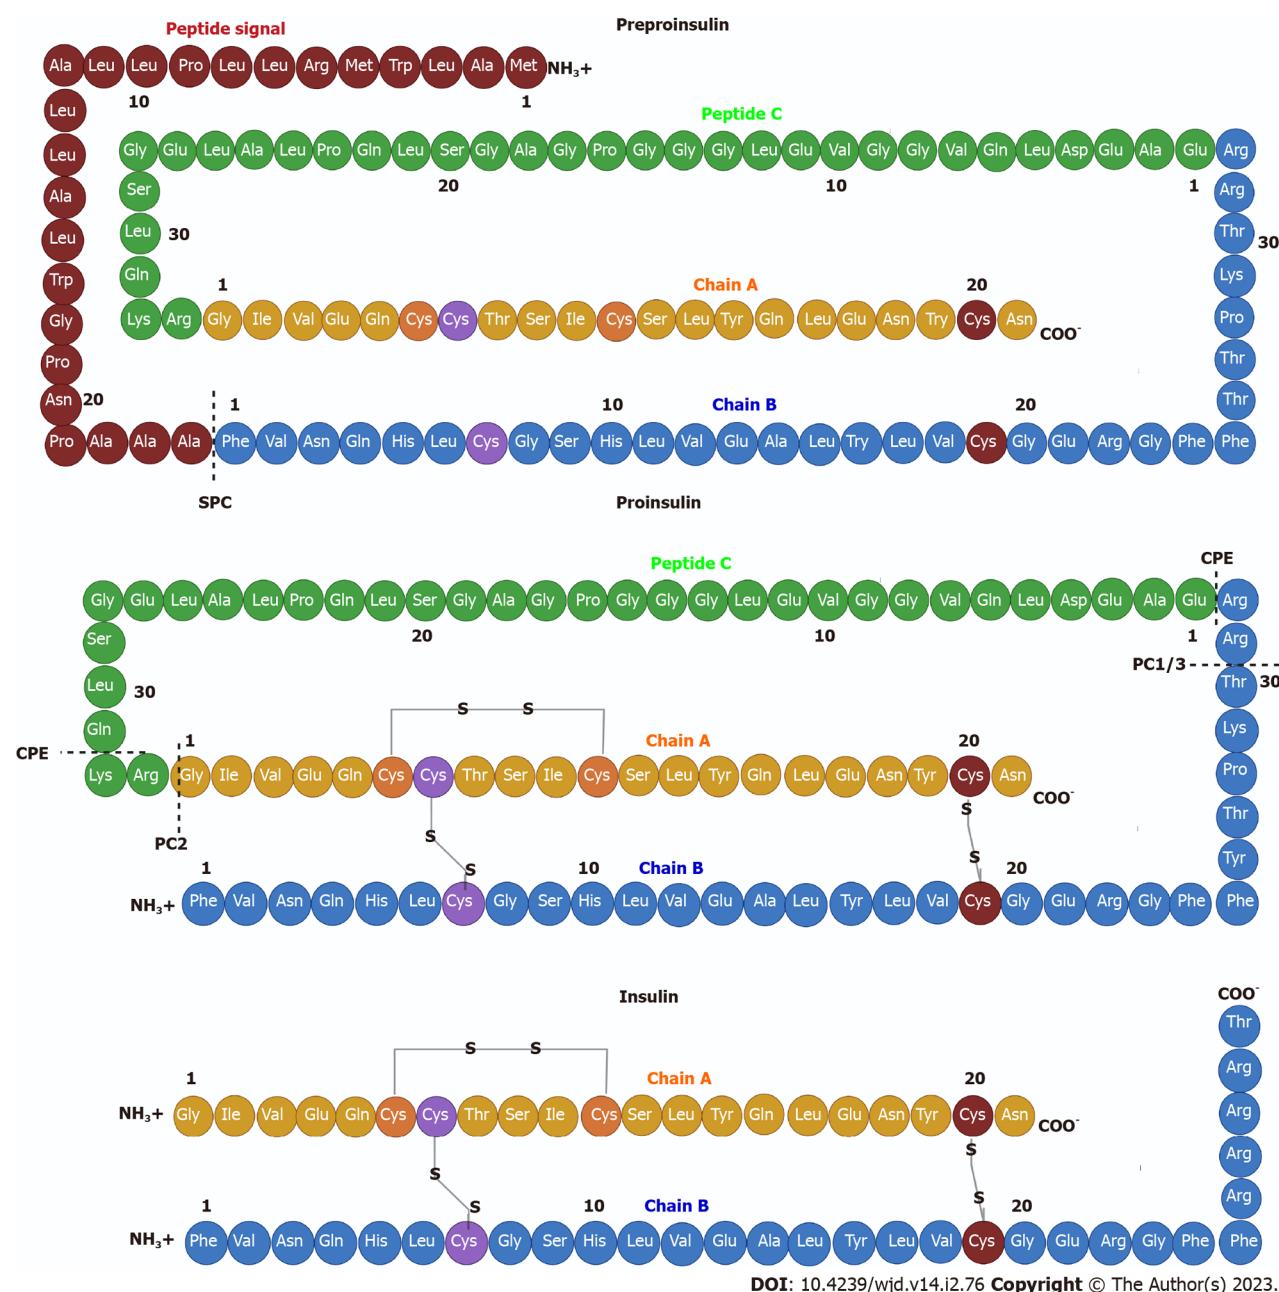 Peptide signal
Preproinsulin
Ala Leu Leu Pro Leu Leu Arg Met Trp Leu Ala Met NH3+
10 1
Leu
Peptide C
Gly Glu Leu Ala Leu Pro Gln Leu Ser Gly Ala Gly Pro Gly Gly Gly Leu Glu Val Gly Gly Val Gln Leu Asp Glu Ala Glu Arg
Leu
20 10 1
Ala Ser Arg
Leu Leu 30 Thr 30
Trp Gln Lys
1 Chain A 20
Gly Lys Arg Gly Ile Val Glu Gln Cys Cys Thr Ser Ile Cys Ser Leu Tyr Gln Leu Glu Asn Try Cys Asn COO- Pro
Pro Thr
Asn 20 Thr
1 10 Chain B 20
Pro Ala Ala Ala Phe Val Asn Gln His Leu Cys Gly Ser His Leu Val Glu Ala Leu Try Leu Val Cys Gly Glu Arg Gly Phe Phe
SPC
Proinsulin
Peptide C
CPE
Gly Glu Leu Ala Leu Pro Gln Leu Ser Gly Ala Gly Pro Gly Gly Gly Leu Glu Val Gly Gly Val Gln Leu Asp Glu Ala Glu Arg
20 10 1
Ser Arg
PC1/3
Leu 30 Thr 30
S S
Gln Lys
CPE
1 Chain A 20
Lys Arg Gly Ile Val Glu Gln Cys Cys Thr Ser Ile Cys Ser Leu Tyr Gln Leu Glu Asn Tyr Cys Asn Pro
COO-
S Thr
S
PC2
S Tyr
1 S 10 Chain B 20
NH3+ Phe Val Asn Gln His Leu Cys Gly Ser His Leu Val Glu Ala Leu Tyr Leu Val Cys Gly Glu Arg Gly Phe Phe
Insulin
COO-
Thr
S S
Arg
1 Chain A 20
NH3+ Gly Ile Val Glu Gln Cys Cys Thr Ser Ile Cys Ser Leu Tyr Gln Leu Glu Asn Tyr Cys Asn COO- Arg
S Arg
S
S Arg
1 S 10 Chain B 20
NH3+ Phe Val Asn Gln His Leu Cys Gly Ser His Leu Val Glu Ala Leu Tyr Leu Val Cys Gly Glu Arg Gly Phe Phe
DOI: 10.4239/wjd.v14.i2.76 Copyright © The Author(s) 2023.